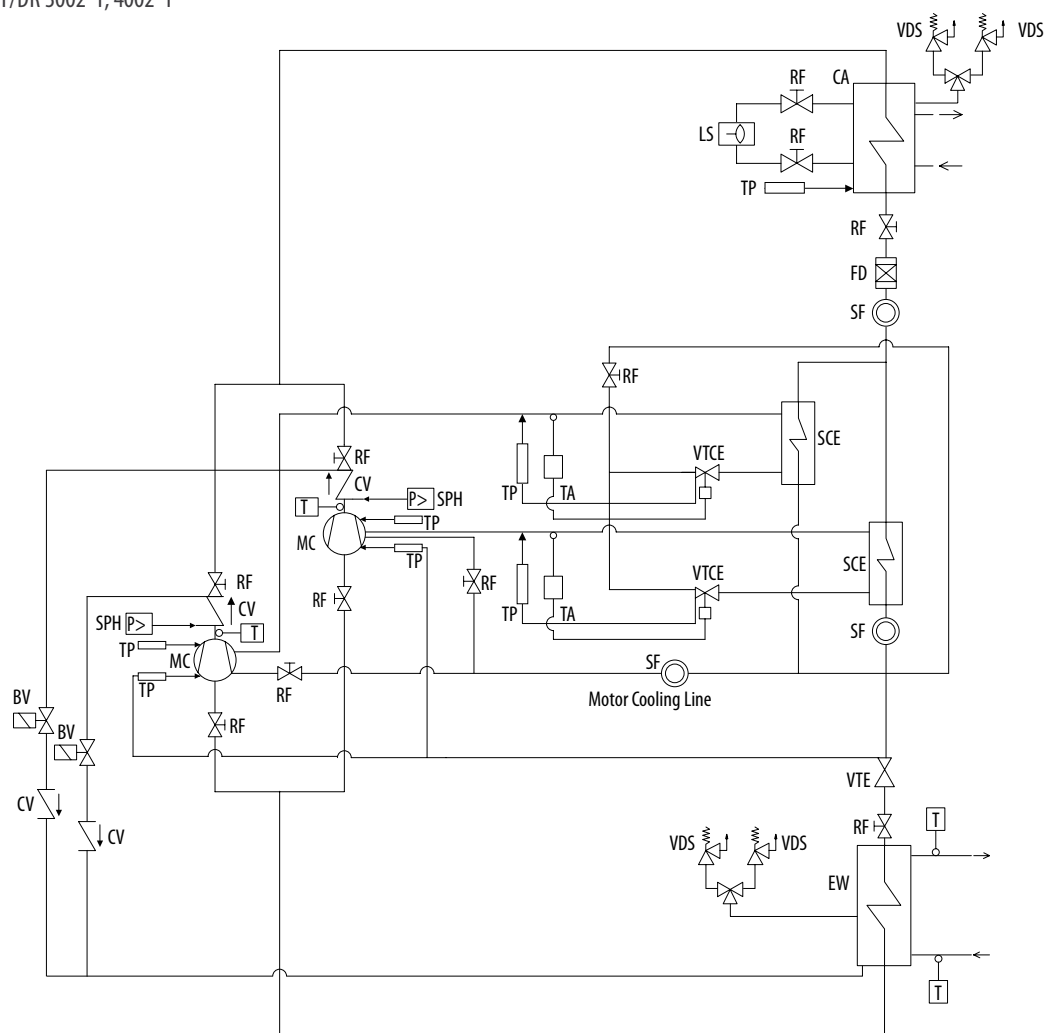 VDS VDS
RF CA
LS RF
TP
RF
FD
SF
RF
SCE
RF
CV
VTCE
T P> SPH TP TA
TP
MC
TP SCE
RF VTCE
RF RF
CV
SPH P> T TP TA
TP SF
MC SF
TP RF
Motor Cooling Line
BV RF
BV
VTE
CV
CV RF T
VDS VDS
EW
T